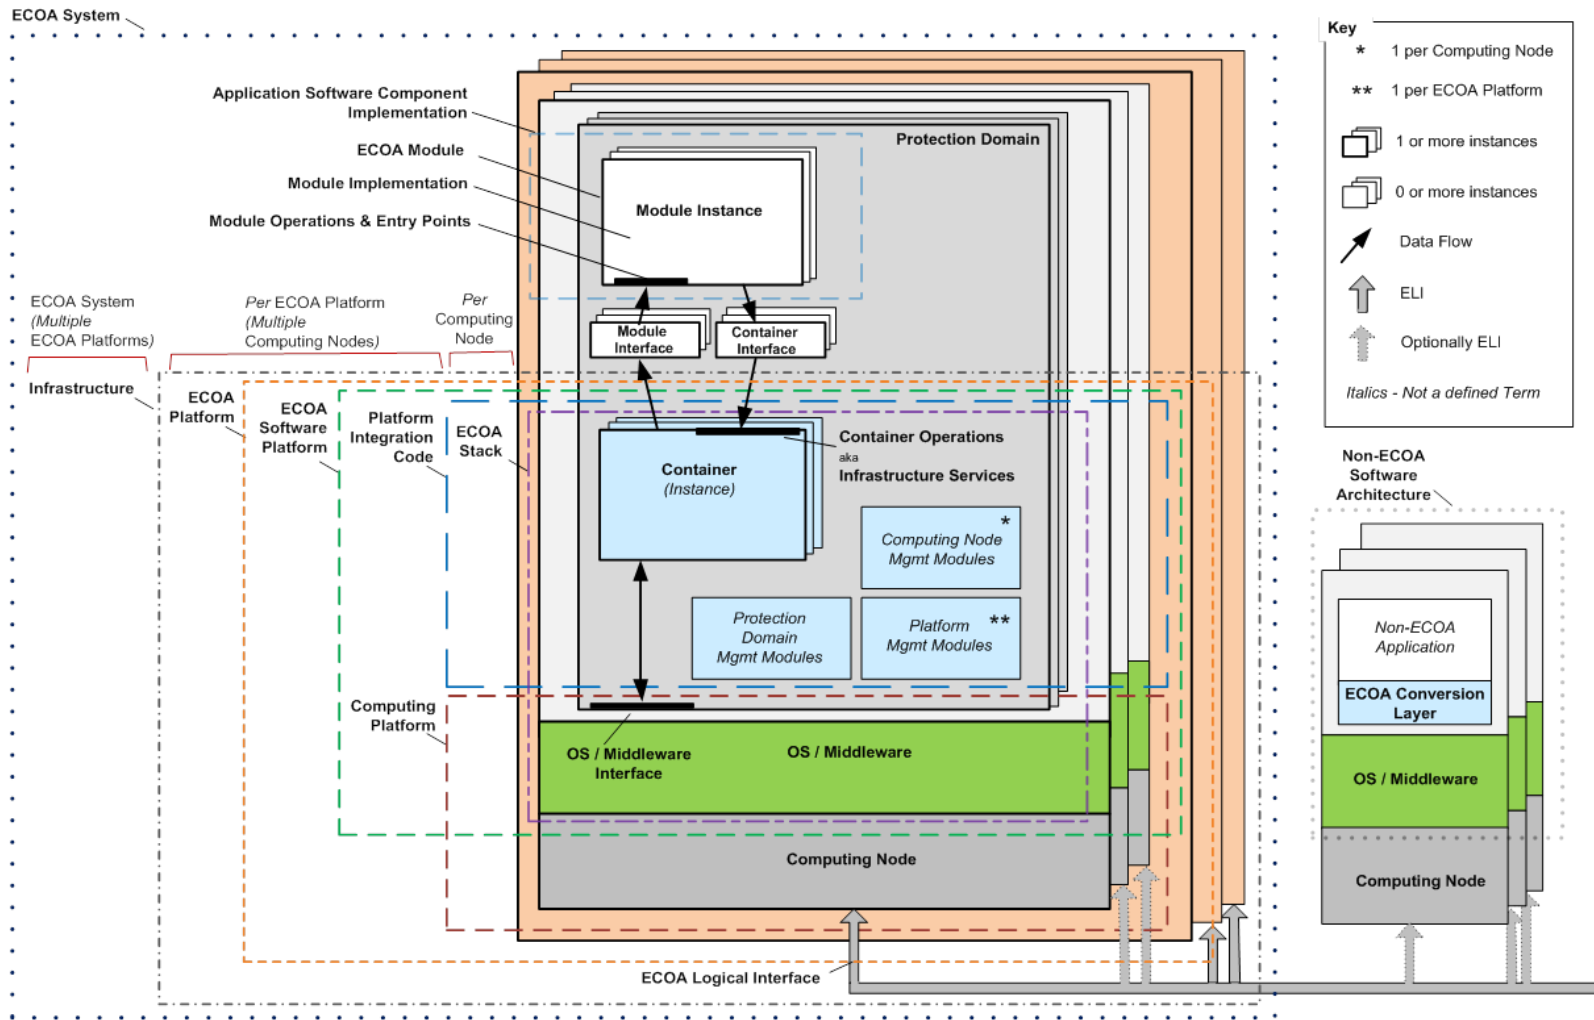 ECOA System
Application Software Component
Implementation
ECOA Module
Module Implementation
Module Operations & Entry Points
Protection Domain
Module Instance
Module
Interface
Container
Interface
ECOA System
(Multiple
ECOA Platforms)
Per ECOA Platform
(Multiple
Computing Nodes)
Per
Computing
Node
Infrastructure
ECOA
Platform
ECOA
Software
Platform
Platform
Integration
Code
ECOA
Stack
Container
(Instance)
Container Operations
aka
Infrastructure Services
*
Computing Node
Mgmt Modules
Protection
Domain
Mgmt Modules
**
Platform
Mgmt Modules
Computing
Platform
OS / Middleware
Interface
OS / Middleware
Computing Node
ECOA Logical Interface
Key
* 1 per Computing Node
** 1 per ECOA Platform
1 or more instances
0 or more instances
Data Flow
ELI
Optionally ELI
Italics - Not a defined Term
Non-ECOA
Software
Architecture
Non-ECOA
Application
ECOA Conversion
Layer
OS / Middleware
Computing Node